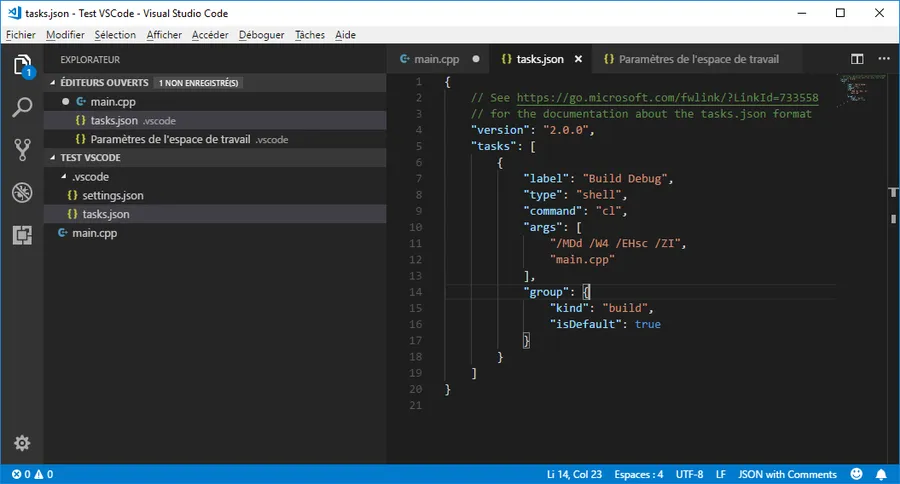 tasks.json - Test VSCode - Visual Studio Code
Fichier Modifier Sélection Afficher Accéder Déboguer Tâches Aide
EXPLORATEUR
ÉDITEURS OUVERTS 1 NON ENREGISTRÉ(S)
main.cpp
tasks.json .vscode
Paramètres de l'espace de travail .vscode
TEST VSCODE
.vscode
settings.json
tasks.json
main.cpp
1
main.cpp tasks.json Paramètres de l'espace de travail
1 {
2 // See https://go.microsoft.com/fwlink/?LinkId=733558
3 // for the documentation about the tasks.json format
4 "version": "2.0.0",
5 "tasks": [
6 {
7 "label": "Build Debug",
8 "type": "shell",
9 "command": "cl",
10 "args": [
11 "/MDd /W4 /EHsc /ZI",
12 "main.cpp"
13 ],
14 "group": {
15 "kind": "build",
16 "isDefault": true
17 }
18 }
19 ]
20 }
21
0 0 Li 14, Col 23 Espaces : 4 UTF-8 LF JSON with Comments